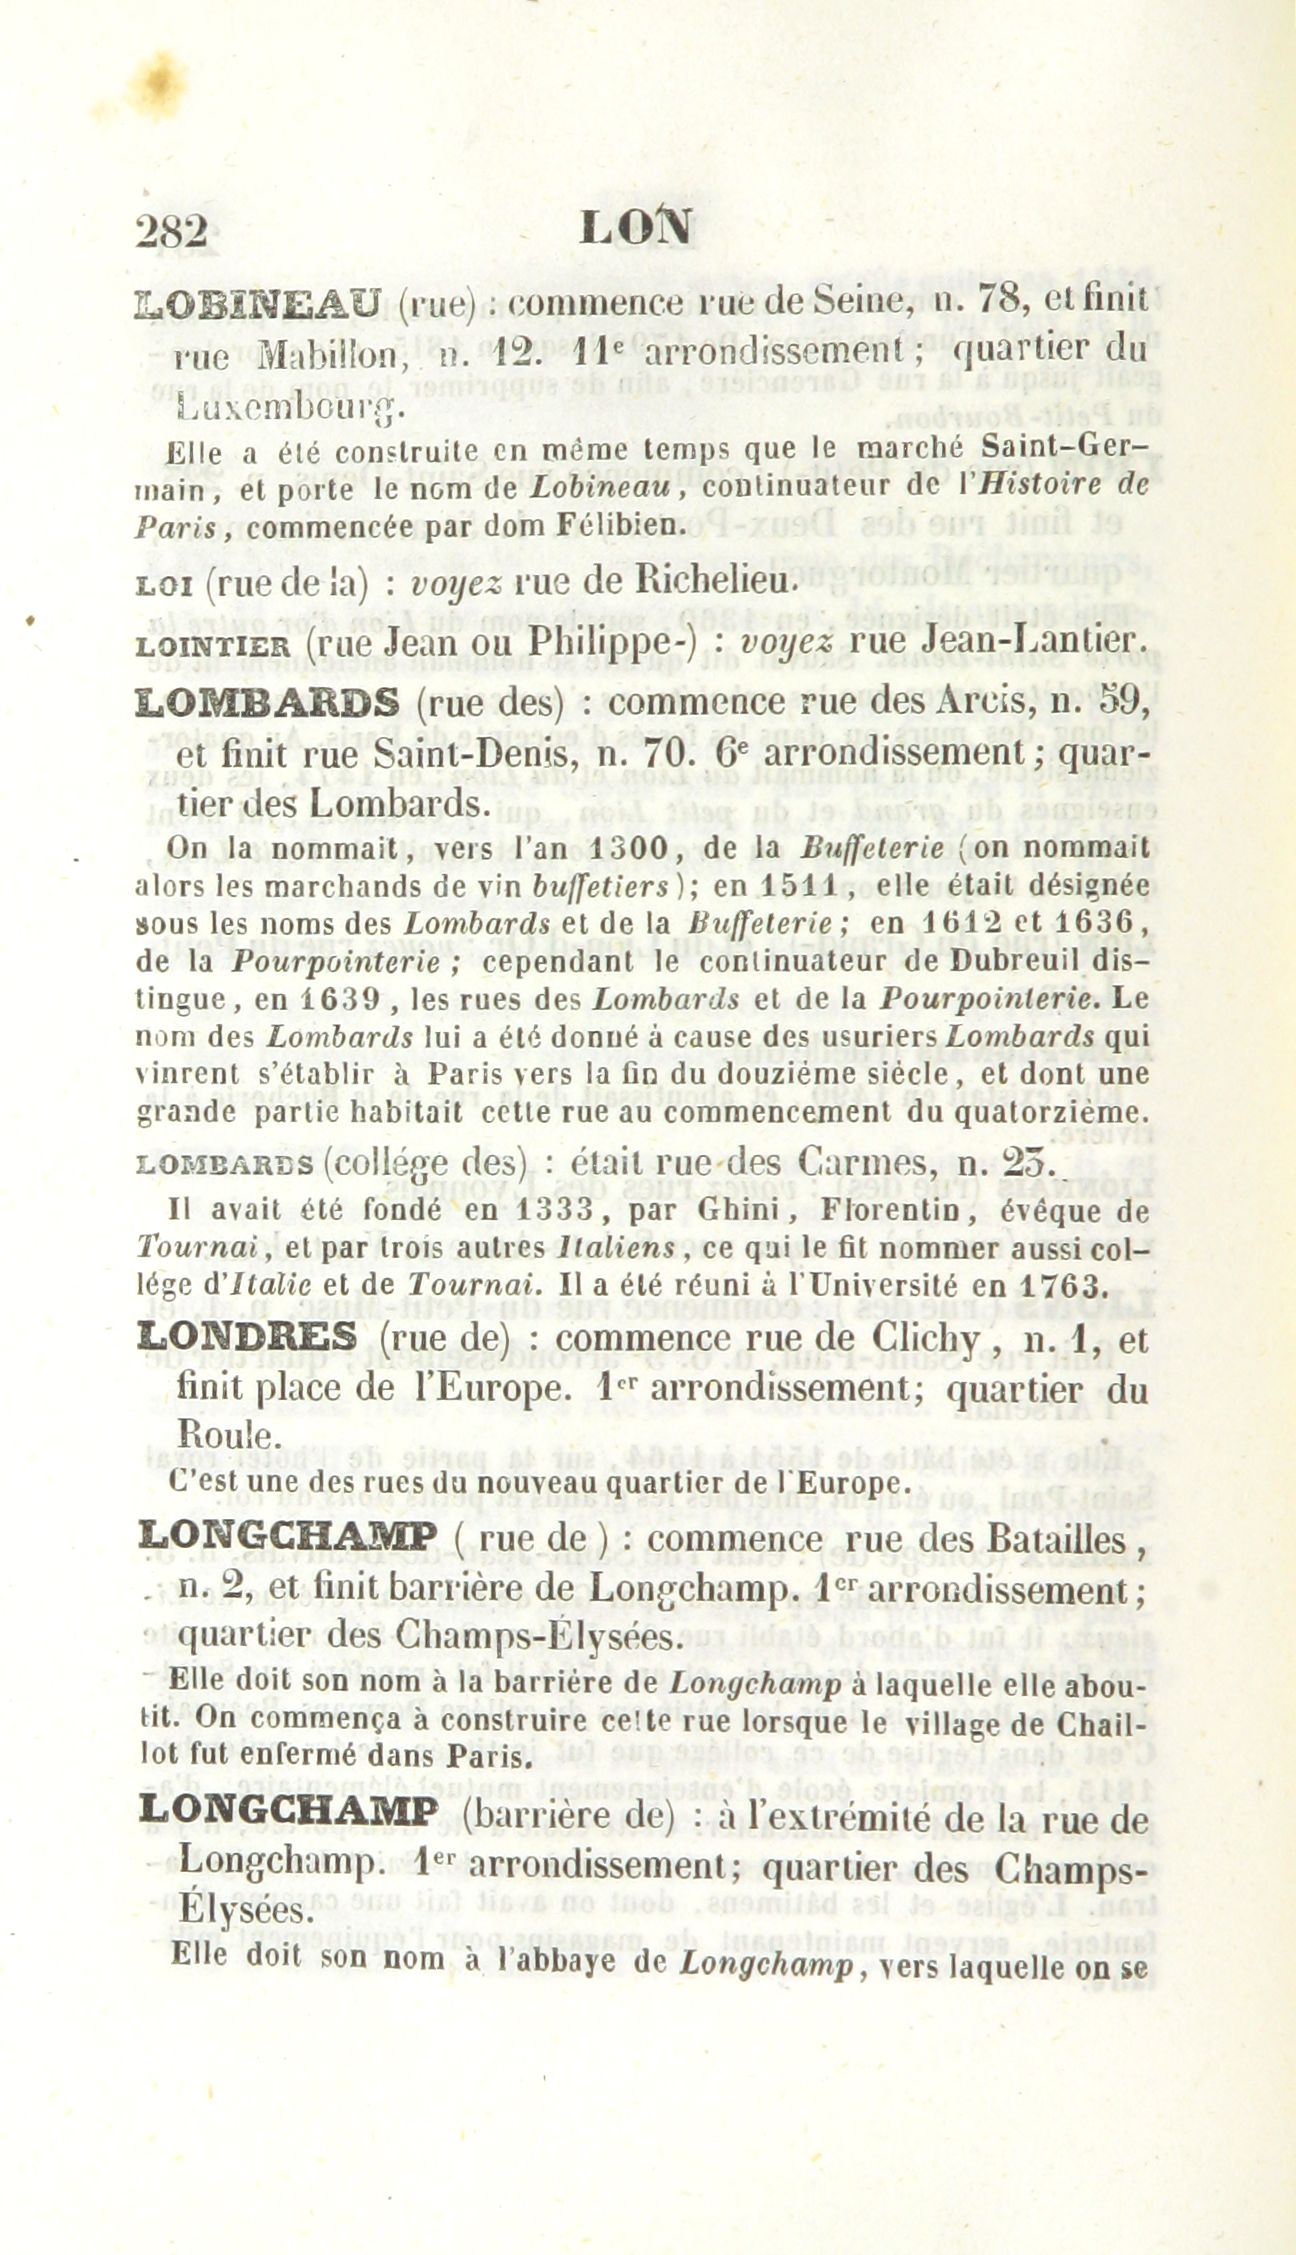 282 LON
LOBINEAU (rue) : commence rue de Seine, n. 78, et finit
rue Mabillon, n. 12. 11e arrondissement ; quartier du
Luxembourg.
Elle a été construite en même temps que le marché Saint-Ger-
main, et porte le nom de Lobineau, continuateur de l'Histoire de
Paris, commencée par dom Félibien.
LOI (rue de la) : voyez rue de Richelieu.
LOINTIER (rue Jean ou Philippe-) : voyez rue Jean-Lantier.
LOMBARDS (rue des) : commence rue des Arcis, n. 59,
et finit rue Saint-Denis, n. 70. 6e arrondissement ; quar-
tier des Lombards.
On la nommait, vers l'an 1300, de la Buffeterie (on nommait
alors les marchands de vin buffetiers); en 1511, elle était désignée
sous les noms des Lombards et de la Buffeterie ; en 1612 et 1636,
de la Pourpointerie ; cependant le continuateur de Dubreuil dis-
tingue, en 1639, les rues des Lombards et de la Pourpointerie. Le
nom des Lombards lui a été donné à cause des usuriers Lombards qui
vinrent s'établir à Paris vers la fin du douzième siècle, et dont une
grande partie habitait cette rue au commencement du quatorzième.
LOMBARDS (collége des) : était rue des Carmes, n. 23.
Il avait été fondé en 1333, par Ghini, Florentin, évêque de
Tournai, et par trois autres Italiens, ce qui le fit nommer aussi col-
lége d'Italie et de Tournai. Il a été réuni à l'Université en 1763.
LONDRES (rue de) : commence rue de Clichy, n. 1, et
finit place de l'Europe. 1er arrondissement; quartier du
Roule.
C'est une des rues du nouveau quartier de l'Europe.
LONGCHAMP ( rue de ) : commence rue des Batailles,
n. 2, et finit barrière de Longchamp. 1er arrondissement;
quartier des Champs-Élysées.
Elle doit son nom à la barrière de Longchamp à laquelle elle abou-
tit. On commença à construire cette rue lorsque le village de Chail-
lot fut enfermé dans Paris.
LONGCHAMP (barrière de) : à l'extrémité de la rue de
Longchamp. 1er arrondissement; quartier des Champs-
Élysées.
Elle doit son nom à l'abbaye de Longchamp, vers laquelle on se